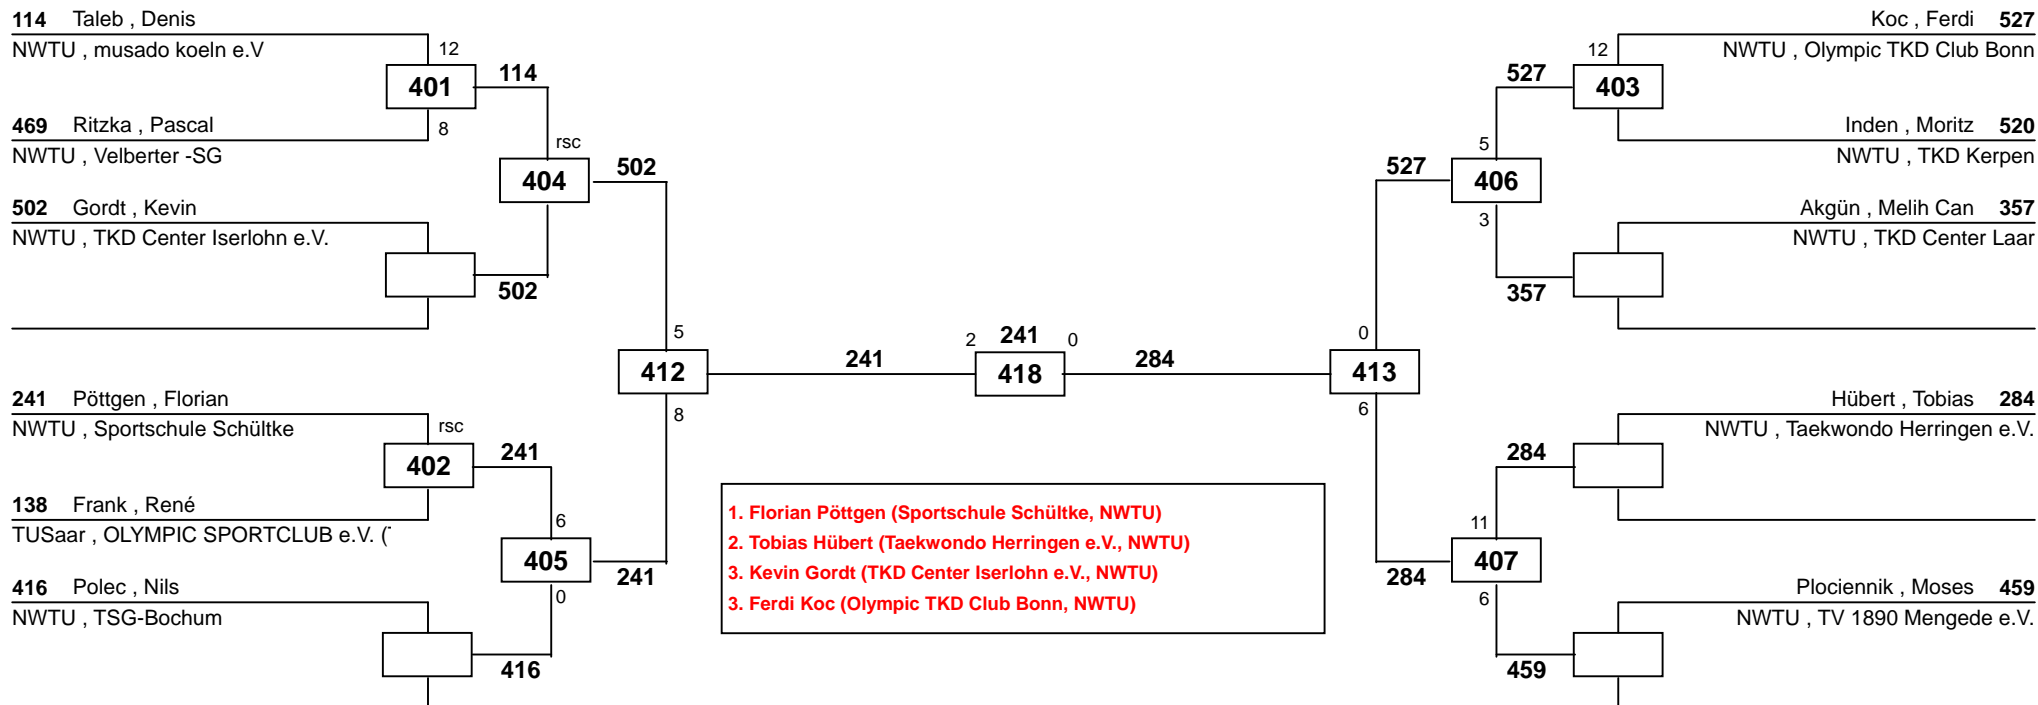 114 Taleb , Denis
NWTU , musado koeln e.V
12
401
114
8
469 Ritzka , Pascal
NWTU , Velberter -SG
rsc
404
502
502 Gordt , Kevin
NWTU , TKD Center Iserlohn e.V.
502
5
412
241
8
241 Pöttgen , Florian
NWTU , Sportschule Schültke
rsc
402
241
138 Frank , René
TUSaar , OLYMPIC SPORTCLUB e.V. (
6
405
241
0
416 Polec , Nils
NWTU , TSG-Bochum
416
2 241 0
418
284
1. Florian Pöttgen (Sportschule Schültke, NWTU)
2. Tobias Hübert (Taekwondo Herringen e.V., NWTU)
3. Kevin Gordt (TKD Center Iserlohn e.V., NWTU)
3. Ferdi Koc (Olympic TKD Club Bonn, NWTU)
Koc , Ferdi 527
NWTU , Olympic TKD Club Bonn
12
403
527
Inden , Moritz 520
NWTU , TKD Kerpen
5
406
527
3
Akgün , Melih Can 357
NWTU , TKD Center Laar
357
0
413
6
Hübert , Tobias 284
NWTU , Taekwondo Herringen e.V.
284
11
407
284
6
Plociennik , Moses 459
NWTU , TV 1890 Mengede e.V.
459